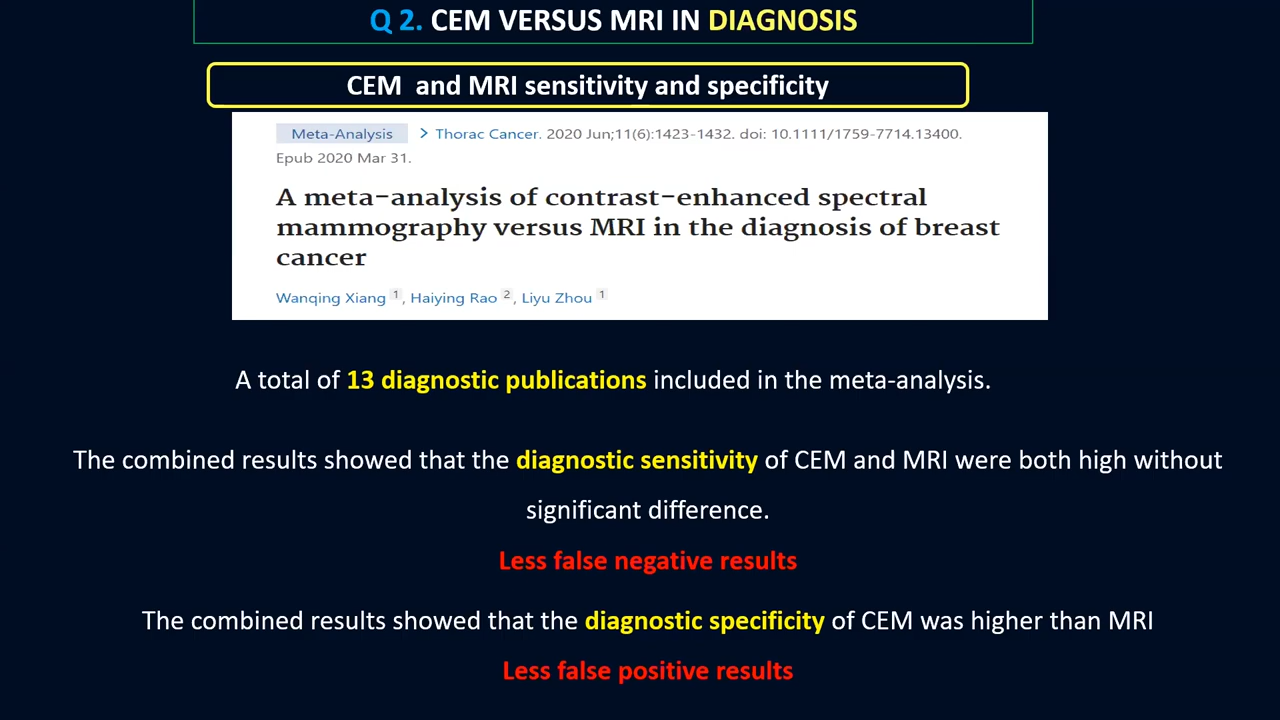 Q 2. CEM VERSUS MRI IN DIAGNOSIS
CEM and MRI sensitivity and specificity
Meta-Analysis > Thorac Cancer. 2020 Jun;11(6):1423-1432. doi: 10.1111/1759-7714.13400.
Epub 2020 Mar 31.
A meta-analysis of contrast-enhanced spectral
mammography versus MRI in the diagnosis of breast
cancer
Wanqing Xiang 1, Haiying Rao 2, Liyu Zhou 1
A total of 13 diagnostic publications included in the meta-analysis.
The combined results showed that the diagnostic sensitivity of CEM and MRI were both high without
significant difference.
Less false negative results
The combined results showed that the diagnostic specificity of CEM was higher than MRI
Less false positive results